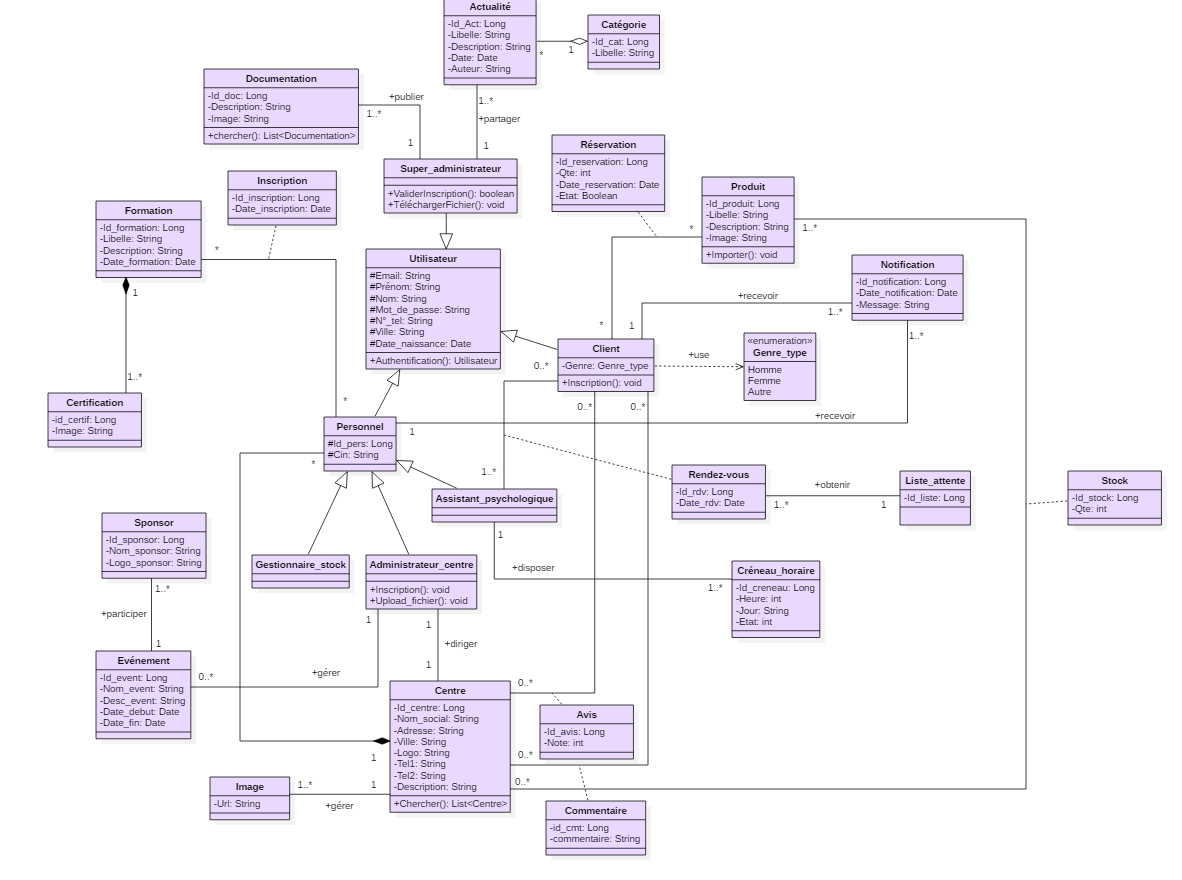 Actualité
-Id_Act: Long
-Libelle: String
-Description: String
-Date: Date
-Auteur: String
*
1
Catégorie
-Id_cat: Long
-Libelle: String
Documentation
-Id_doc: Long
-Description: String
-Image: String
+chercher(): List<Documentation>
+publier
1..*
1
1..*
+partager
1
Super_administrateur
+ValiderInscription(): boolean
+TéléchargerFichier(): void
Réservation
-Id_reservation: Long
-Qte: int
-Date_reservation: Date
-Etat: Boolean
Inscription
-Id_inscription: Long
-Date_inscription: Date
Produit
-Id_produit: Long
-Libelle: String
-Description: String
-Image: String
+Importer(): void
*
1..*
Formation
-Id_formation: Long
-Libelle: String
-Description: String
-Date_formation: Date
*
1
1..*
Utilisateur
#Email: String
#Prénom: String
#Nom: String
#Mot_de_passe: String
#N°_tel: String
#Ville: String
#Date_naissance: Date
+Authentification(): Utilisateur
Notification
-Id_notification: Long
-Date_notification: Date
-Message: String
+recevoir
1..*
1..*
*
1
Client
-Genre: Genre_type
+Inscription(): void
0..*
+use
«enumeration»
Genre_type
Homme
Femme
Autre
Certification
-id_certif: Long
-Image: String
*
0..*
0..*
+recevoir
1
Personnel
#Id_pers: Long
#Cin: String
*
1..*
Assistant_psychologique
1
Rendez-vous
-Id_rdv: Long
-Date_rdv: Date
+obtenir
1..*
1
Liste_attente
-Id_liste: Long
Stock
-Id_stock: Long
-Qte: int
Sponsor
-Id_sponsor: Long
-Nom_sponsor: String
-Logo_sponsor: String
1..*
+participer
1
Gestionnaire_stock
Administrateur_centre
+Inscription(): void
+Upload_fichier(): void
+disposer
1..*
Créneau_horaire
-Id_creneau: Long
-Heure: int
-Jour: String
-Etat: int
1
1
+diriger
1
Evénement
-Id_event: Long
-Nom_event: String
-Desc_event: String
-Date_debut: Date
-Date_fin: Date
0..*
+gérer
Centre
-Id_centre: Long
-Nom_social: String
-Adresse: String
-Ville: String
-Logo: String
-Tel1: String
-Tel2: String
-Description: String
+Chercher(): List<Centre>
0..*
0..*
0..*
1
1
Avis
-Id_avis: Long
-Note: int
Image
-Url: String
1..*
+gérer
Commentaire
-id_cmt: Long
-commentaire: String